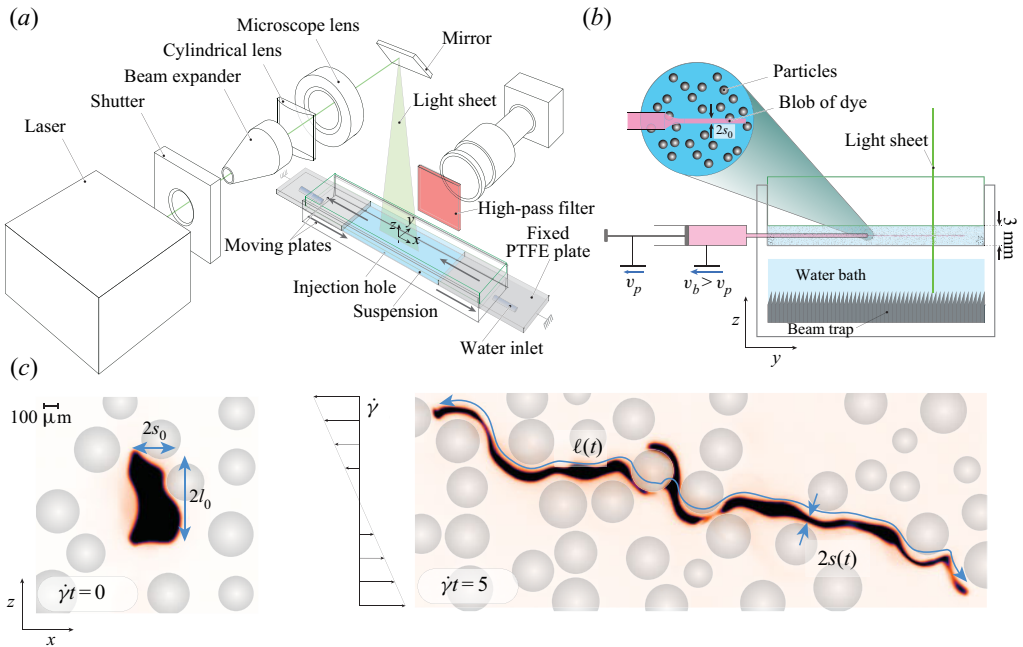 (a)
Microscope lens
Cylindrical lens
Beam expander
Shutter
Laser
Mirror
Light sheet
High-pass filter
Fixed
PTFE plate
Moving plates
Injection hole
Suspension
Water inlet
z
y
x
(b)
Particles
Blob of dye
2s₀
Light sheet
3 mm
Water bath
Beam trap
vₚ
v_b > vₚ
z
y
(c)
100 μm
2s₀
2l₀
γ̇t = 0
z
x
γ̇
ℓ(t)
2s(t)
γ̇t = 5